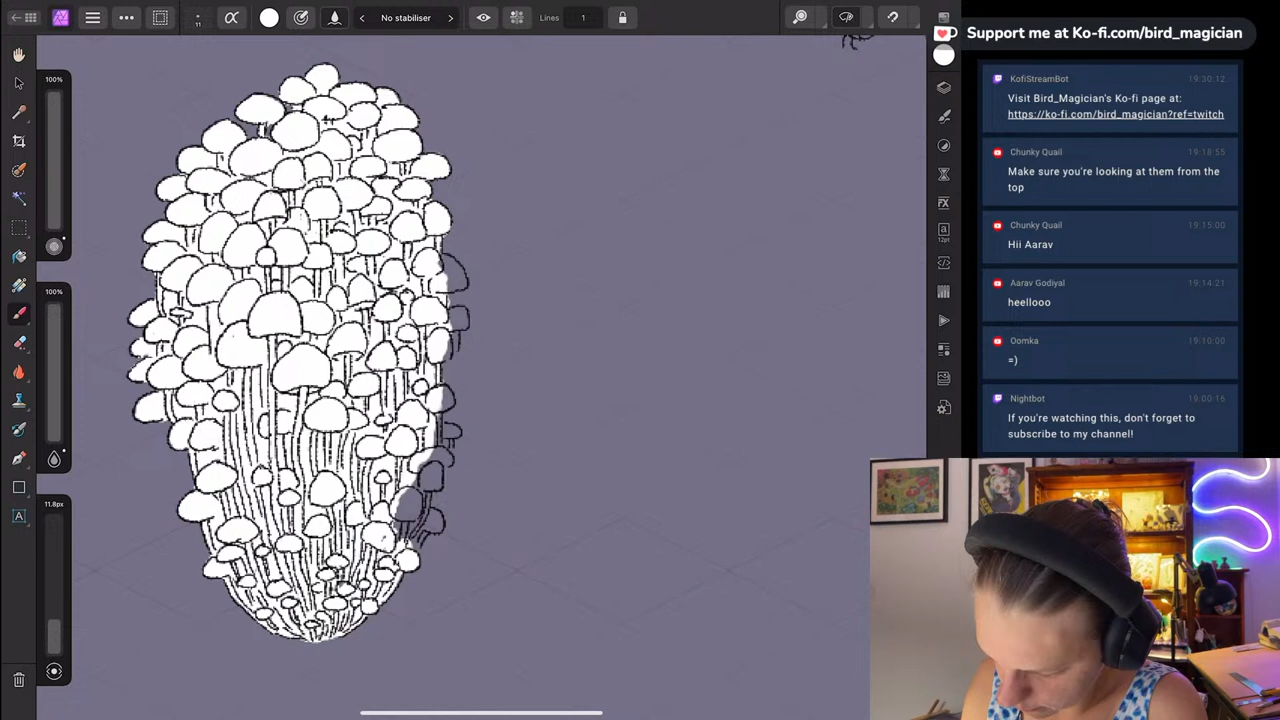 11
No stabiliser
Lines
1
Support me at Ko-fi.com/bird_magician
100%
KofiStreamBot
19:30:12
Visit Bird_Magician's Ko-fi page at:
https://ko-fi.com/bird_magician?ref=twitch
Chunky Quail
19:18:55
Make sure you're looking at them from the
top
Chunky Quail
19:15:00
Hii Aarav
Aarav Godiyal
19:14:21
heellooo
Oomka
19:10:00
=)
Nightbot
19:00:16
If you're watching this, don't forget to
subscribe to my channel!
100%
11.8px
FX
a
12pt
A